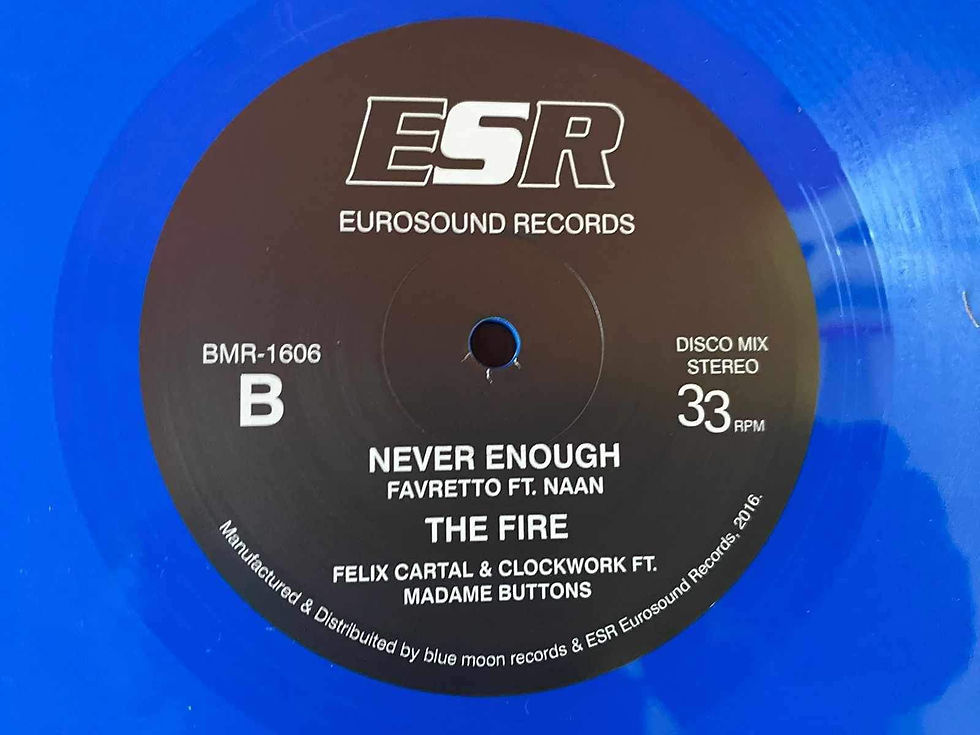 ESR
EUROSOUND RECORDS
BMR-1606
B
DISCO MIX
STEREO
33 RPM
NEVER ENOUGH
FAVRETTO FT. NAAN
THE FIRE
FELIX CARTAL & CLOCKWORK FT.
MADAME BUTTONS
Manufactured & Distribuited by blue moon records & ESR Eurosound Records, 2016.